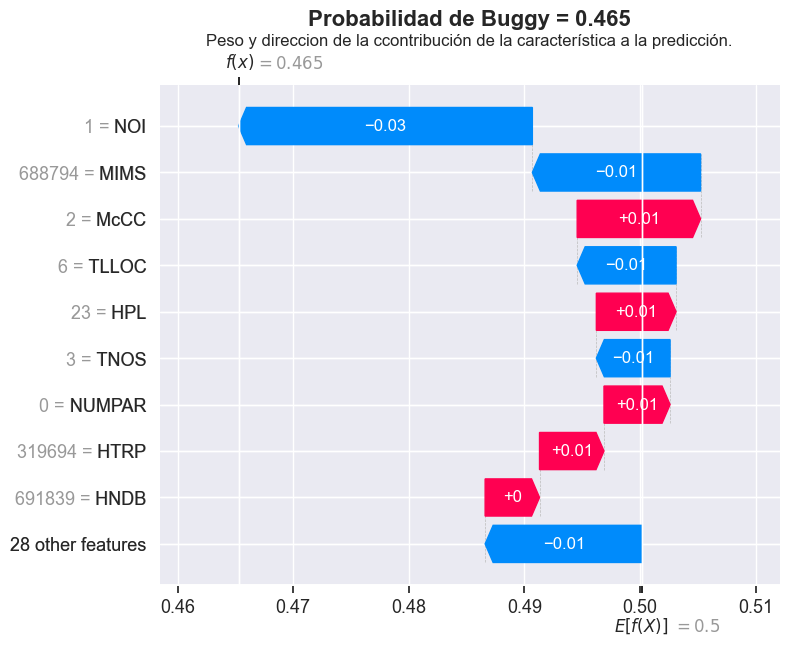 Probabilidad de Buggy = 0.465
Peso y direccion de la ccontribución de la característica a la predicción.
f(x) = 0.465
1 = NOI
−0.03
688794 = MIMS
−0.01
2 = McCC
+0.01
6 = TLLOC
−0.01
23 = HPL
+0.01
3 = TNOS
−0.01
0 = NUMPAR
+0.01
319694 = HTRP
+0.01
691839 = HNDB
+0
28 other features
−0.01
0.46 0.47 0.48 0.49 0.50 0.51
E[f(X)] = 0.5